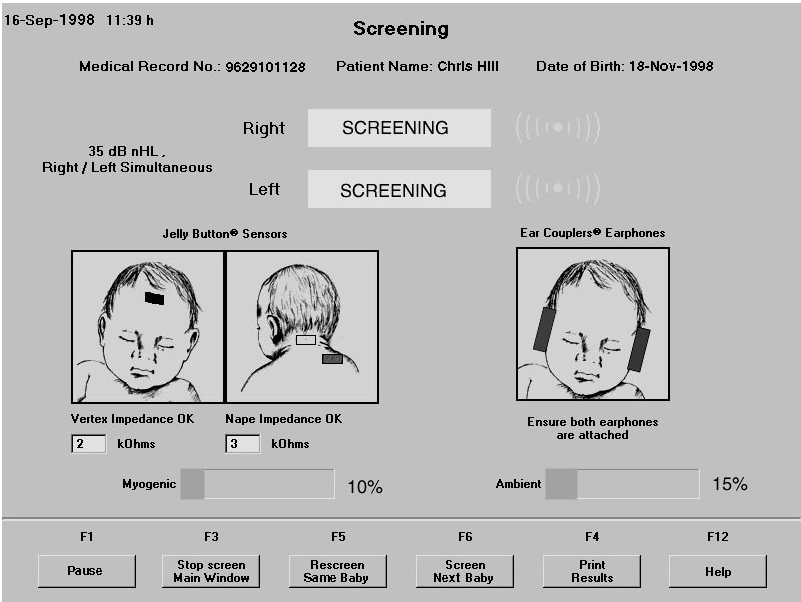 16-Sep-1998 11:39 h
Screening
Medical Record No.: 9629101128 Patient Name: Chris Hill Date of Birth: 18-Nov-1998
Right SCREENING
35 dB nHL ,
Right / Left Simultaneous
Left SCREENING
Jelly Button® Sensors
Ear Couplers® Earphones
Vertex Impedance OK
Nape Impedance OK
2 kOhms
3 kOhms
Ensure both earphones
are attached
Myogenic 10%
Ambient 15%
F1 F3 F5 F6 F4 F12
Pause
Stop screen
Main Window
Rescreen
Same Baby
Screen
Next Baby
Print
Results
Help